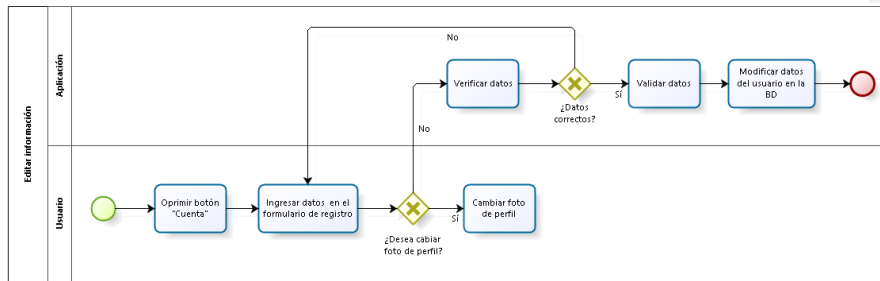 Editar información
Aplicación
Usuario
No
Verificar datos
¿Datos
correctos?
Sí
Validar datos
Modificar datos
del usuario en la
BD
No
Oprimir botón
"Cuenta"
Ingresar datos en el
formulario de registro
¿Desea cabiar
foto de perfil?
Sí
Cambiar foto
de perfil